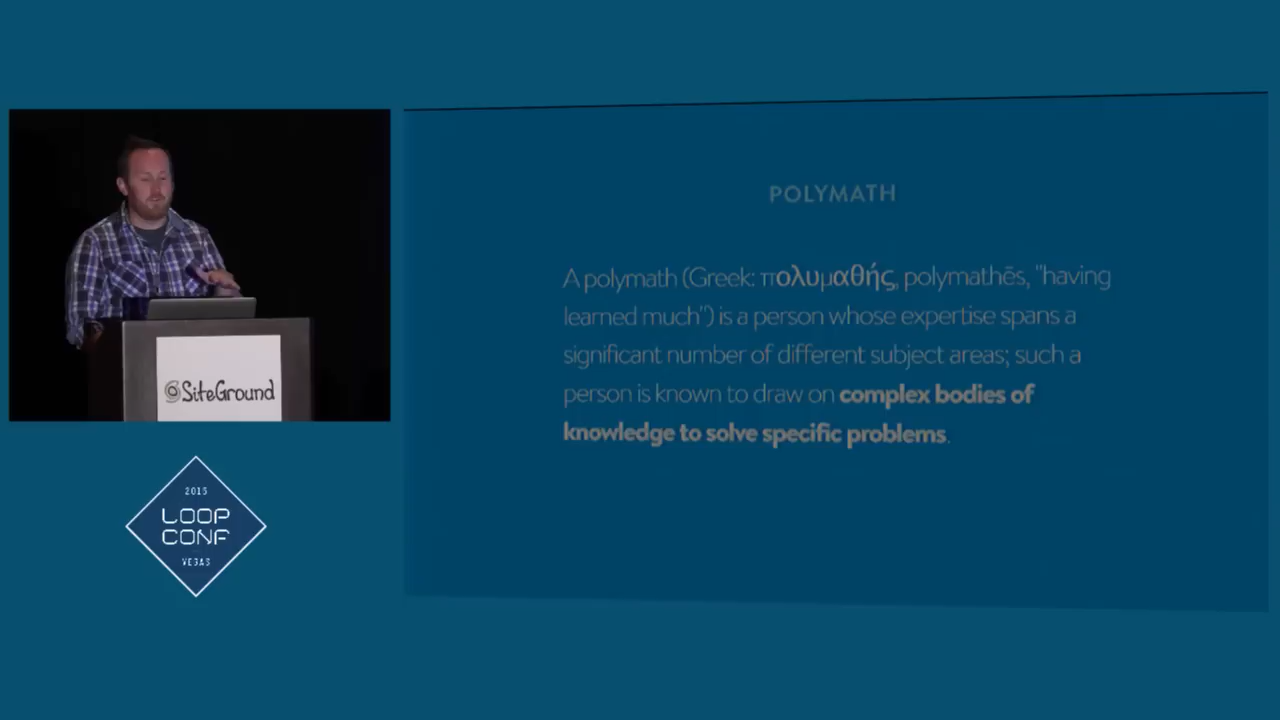 POLYMATH
A polymath (Greek: πολυμαθής, polymathēs, "having
learned much") is a person whose expertise spans a
significant number of different subject areas; such a
person is known to draw on complex bodies of
knowledge to solve specific problems.
SiteGround
2015
LOOP
CONF
VEGAS